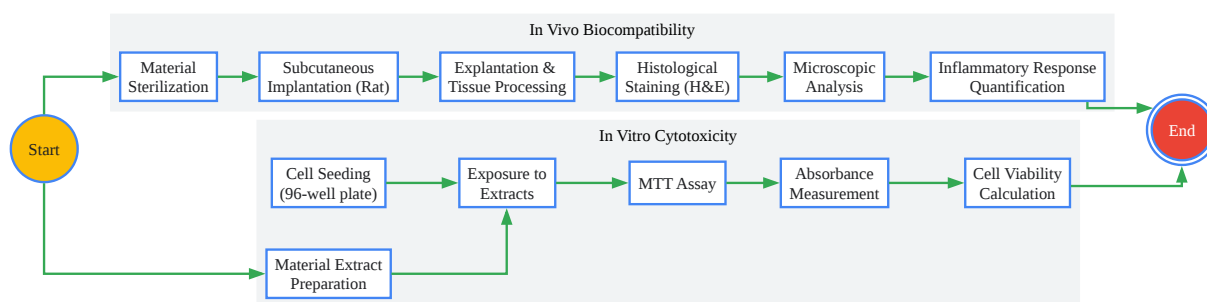 In Vivo Biocompatibility
Material
Sterilization
Subcutaneous
Implantation (Rat)
Explantation &
Tissue Processing
Histological
Staining (H&E)
Microscopic
Analysis
Inflammatory Response
Quantification
Start
End
In Vitro Cytotoxicity
Cell Seeding
(96-well plate)
Exposure to
Extracts
MTT Assay
Absorbance
Measurement
Cell Viability
Calculation
Material Extract
Preparation